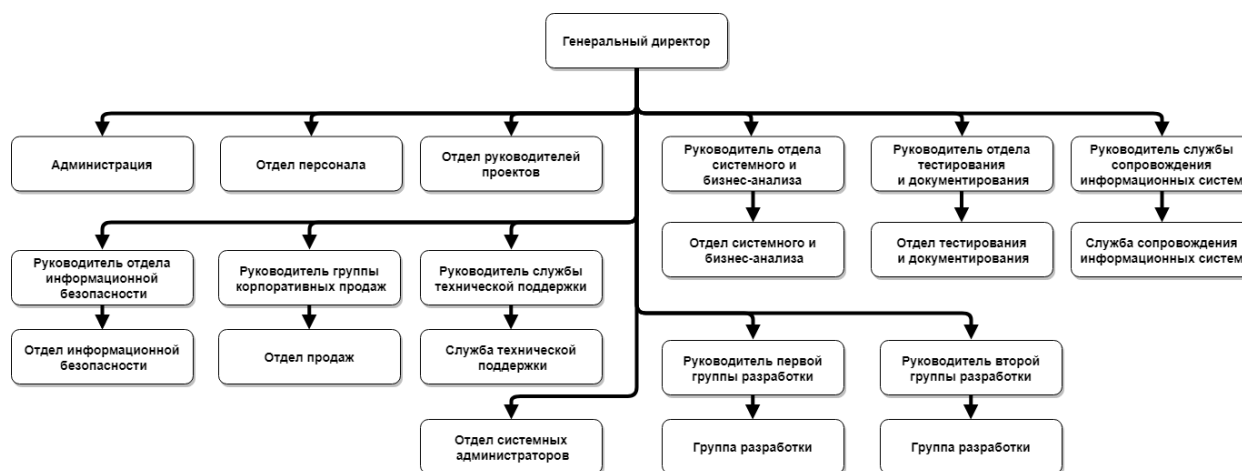 Генеральный директор
Администрация
Отдел персонала
Отдел руководителей
проектов
Руководитель отдела
системного и
бизнес-анализа
Руководитель отдела
тестирования
и документирования
Руководитель службы
сопровождения
информационных систем
Отдел системного и
бизнес-анализа
Отдел тестирования
и документирования
Служба сопровождения
информационных систем
Руководитель отдела
информационной
безопасности
Руководитель группы
корпоративных продаж
Руководитель службы
технической поддержки
Отдел информационной
безопасности
Отдел продаж
Служба технической
поддержки
Руководитель первой
группы разработки
Руководитель второй
группы разработки
Отдел системных
администраторов
Группа разработки
Группа разработки